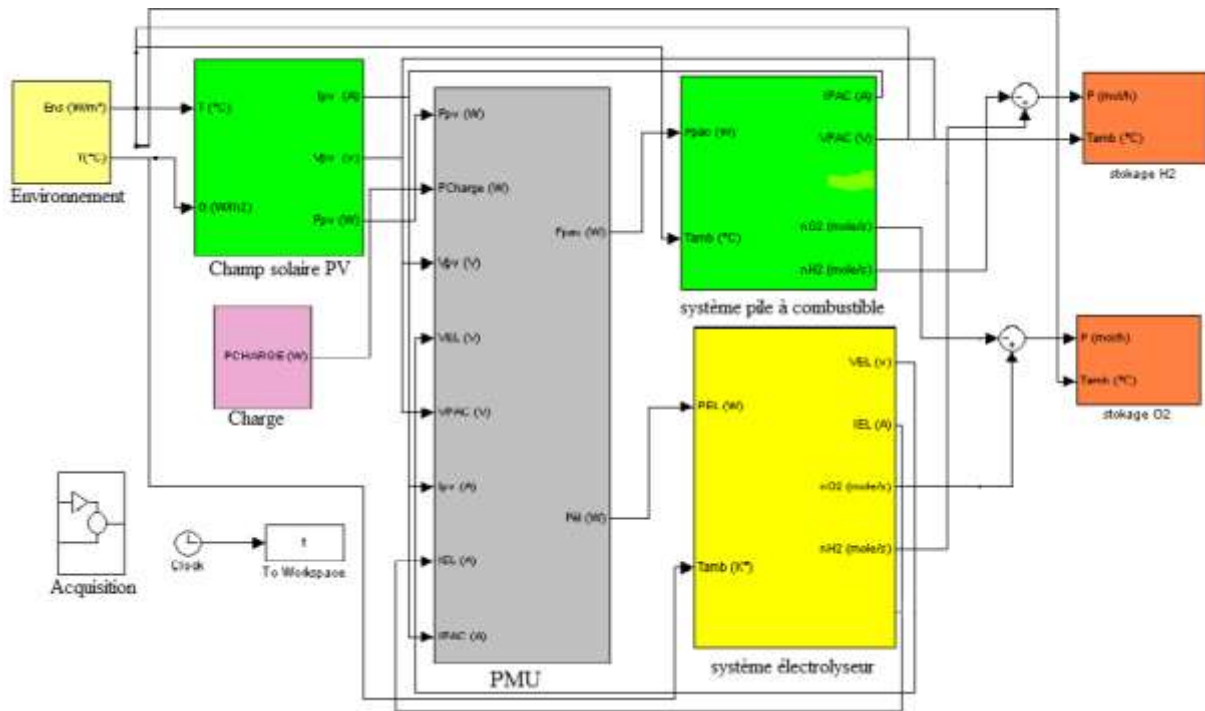 Ens (W/m²)
T(°C)
Environnement
T (°C)
G (W/m2)
Ipv (A)
Vpv (v)
Ppv (W)
Champ solaire PV
PCHARGE (W)
Charge
Acquisition
Clock
t
To Workspace
Ppv (W)
PCharge (W)
Vpv (V)
VEL (V)
VPAC (V)
Ipv (A)
IEL (A)
IPAC (A)
Ppac (W)
Pél (W)
PMU
Ppac (W)
Tamb (°C)
IPAC (A)
VPAC (V)
nO2 (mole/s)
nH2 (mole/s)
système pile à combustible
PEL (W)
Tamb (K°)
VEL (v)
IEL (A)
nO2 (mole/s)
nH2 (mole/s)
système électrolyseur
P (mol/h)
Tamb (°C)
stokage H2
P (mol/h)
Tamb (°C)
stokage O2